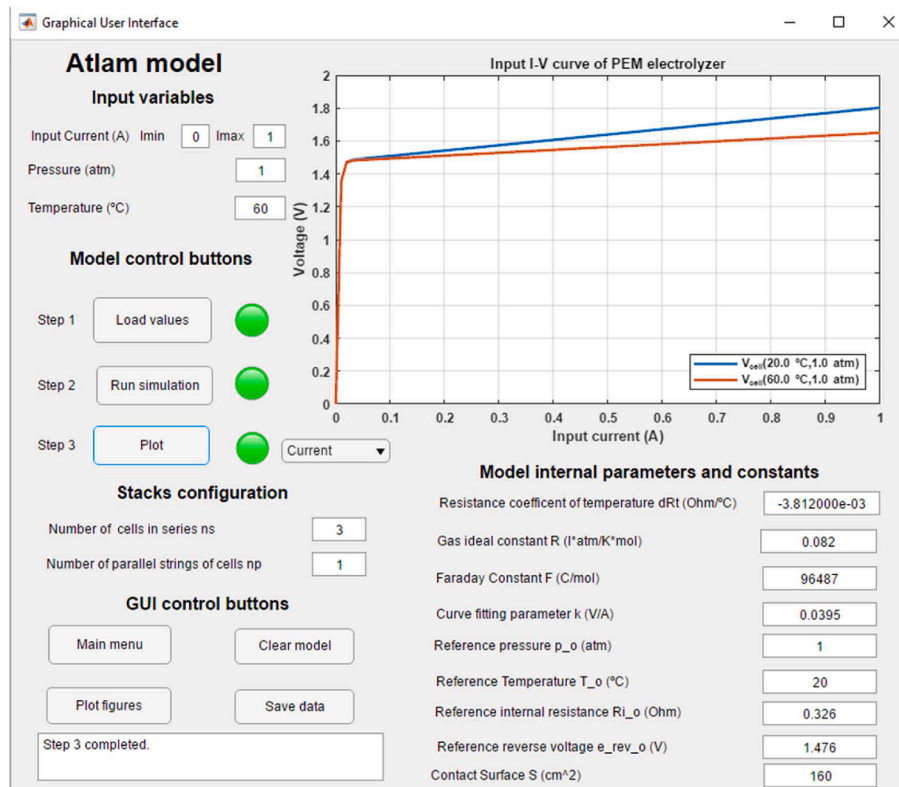 Graphical User Interface
Atlam model
Input variables
Input Current (A) Imin 0 Imax 1
Pressure (atm) 1
Temperature (ºC) 60
Model control buttons
Step 1 Load values
Step 2 Run simulation
Step 3 Plot Current
Stacks configuration
Number of cells in series ns 3
Number of parallel strings of cells np 1
GUI control buttons
Main menu Clear model
Plot figures Save data
Step 3 completed.
Input I-V curve of PEM electrolyzer
Voltage (V)
2
1.8
1.6
1.4
1.2
1
0.8
0.6
0.4
0.2
0
0 0.1 0.2 0.3 0.4 0.5 0.6 0.7 0.8 0.9 1
Input current (A)
Vcell(20.0 ºC,1.0 atm)
Vcell(60.0 ºC,1.0 atm)
Model internal parameters and constants
Resistance coefficent of temperature dRt (Ohm/ºC) -3.812000e-03
Gas ideal constant R (l*atm/K*mol) 0.082
Faraday Constant F (C/mol) 96487
Curve fitting parameter k (V/A) 0.0395
Reference pressure p_o (atm) 1
Reference Temperature T_o (ºC) 20
Reference internal resistance Ri_o (Ohm) 0.326
Reference reverse voltage e_rev_o (V) 1.476
Contact Surface S (cm^2) 160